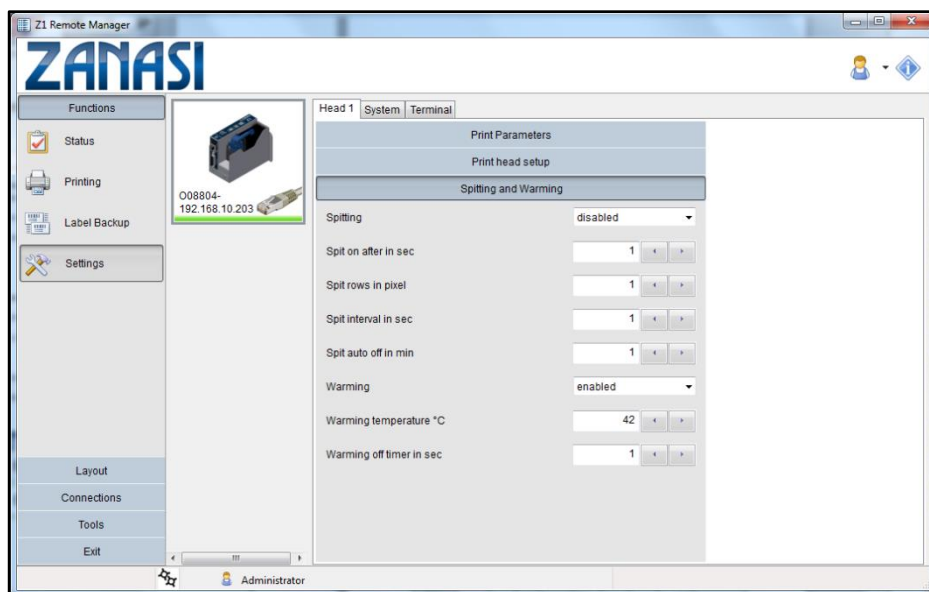 Z1 Remote Manager
ZANASI
Functions
Status
Printing
Label Backup
Settings
Layout
Connections
Tools
Exit
O08804-
192.168.10.203
Head 1 System Terminal
Print Parameters
Print head setup
Spitting and Warming
Spitting disabled
Spit on after in sec 1
Spit rows in pixel 1
Spit interval in sec 1
Spit auto off in min 1
Warming enabled
Warming temperature °C 42
Warming off timer in sec 1
Administrator